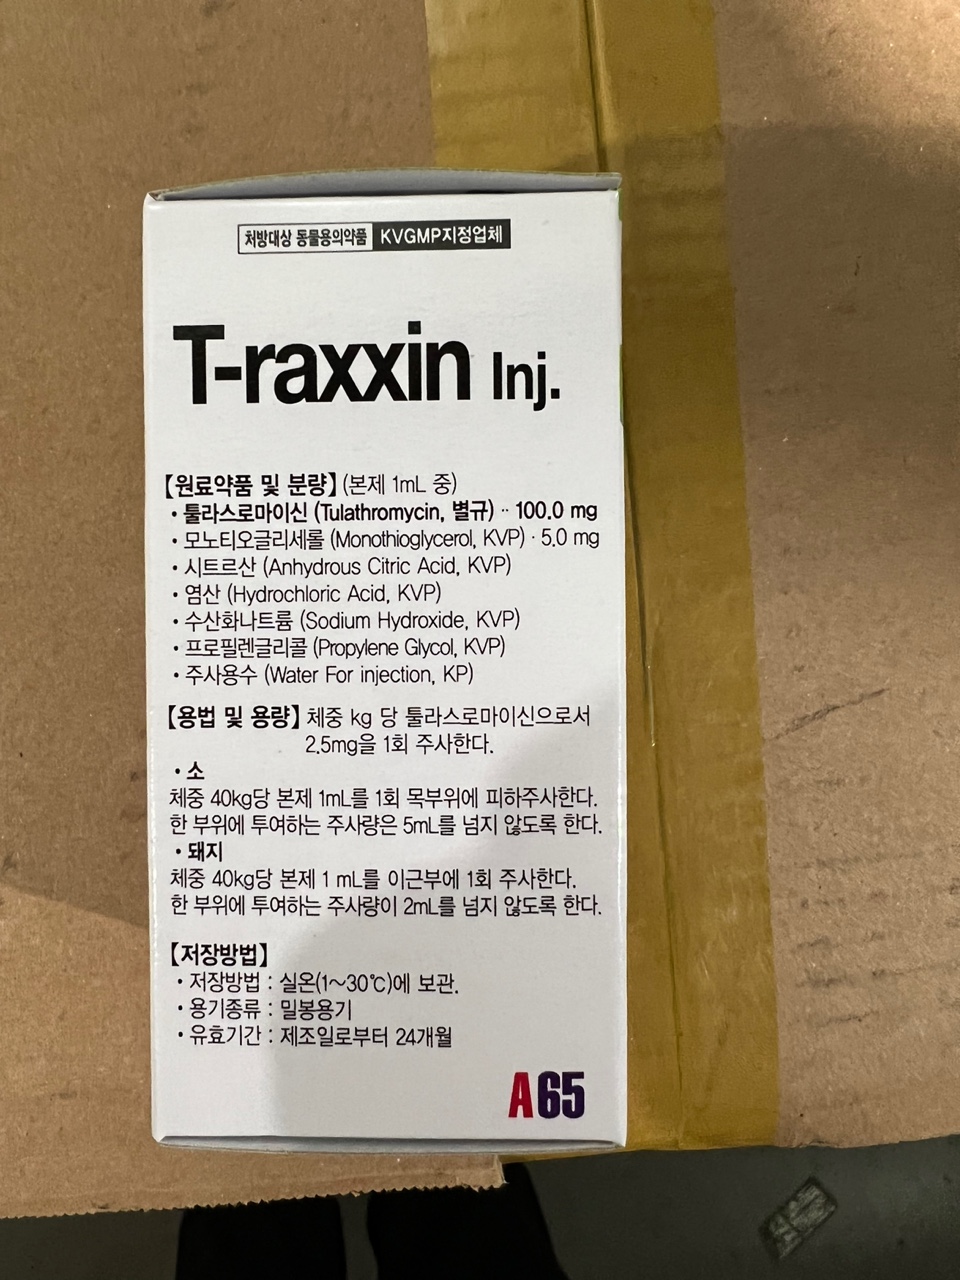 처방대상 동물용의약품 KVGMP지정업체
T-raxxin Inj.
【원료약품 및 분량】(본제 1mL 중)
• 툴라스로마이신 (Tulathromycin, 별규) ·· 100.0 mg
• 모노티오글리세롤 (Monothioglycerol, KVP) · 5.0 mg
• 시트르산 (Anhydrous Citric Acid, KVP)
• 염산 (Hydrochloric Acid, KVP)
• 수산화나트륨 (Sodium Hydroxide, KVP)
• 프로필렌글리콜 (Propylene Glycol, KVP)
• 주사용수 (Water For injection, KP)
【용법 및 용량】체중 kg 당 툴라스로마이신으로서
2.5mg을 1회 주사한다.
• 소
체중 40kg당 본제 1mL를 1회 목부위에 피하주사한다.
한 부위에 투여하는 주사량은 5mL를 넘지 않도록 한다.
• 돼지
체중 40kg당 본제 1 mL를 이근부에 1회 주사한다.
한 부위에 투여하는 주사량이 2mL를 넘지 않도록 한다.
【저장방법】
• 저장방법 : 실온(1~30℃)에 보관.
• 용기종류 : 밀봉용기
• 유효기간 : 제조일로부터 24개월
A65